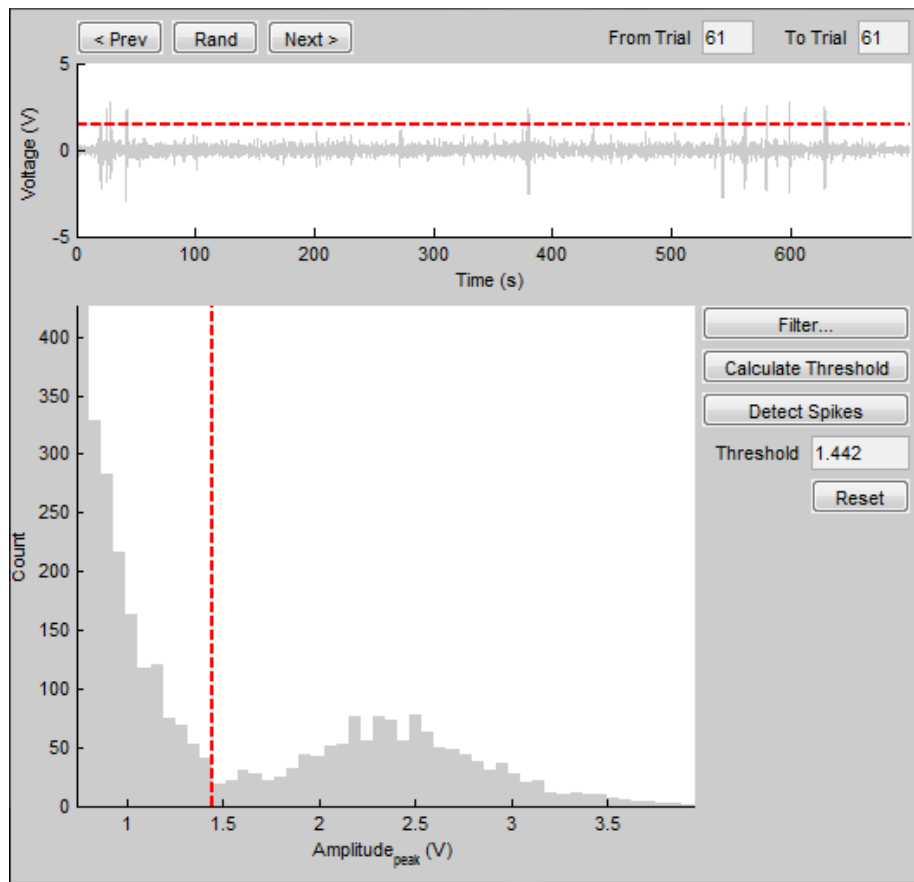 < Prev Rand Next > From Trial 61 To Trial 61
5
0
-5
Voltage (V)
0 100 200 300 400 500 600
Time (s)
Filter...
Calculate Threshold
Detect Spikes
Threshold 1.442
Reset
400
350
300
250
200
150
100
50
0
Count
1 1.5 2 2.5 3 3.5
Amplitudepeak (V)